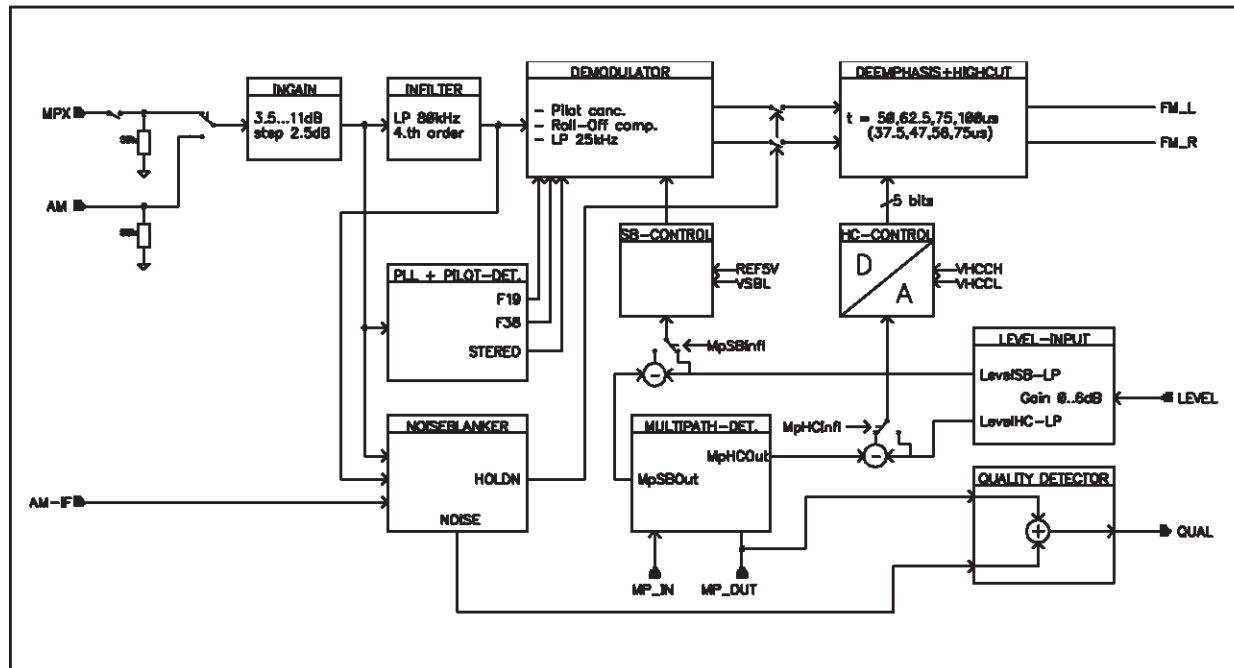 INGAIN
3.5...11dB
step 2.5dB
INFILTER
LP 80kHz
4.th order
DEMODULATOR
- Pilot canc.
- Roll-Off comp.
- LP 25kHz
DEEMPHASIS+HIGHCUT
t = 50,62.5,75,100us
(37.5,47,56,75us)
MPX
AM
FM_L
FM_R
5 bits
SB-CONTROL
REF5V
VSBL
HC-CONTROL
D
A
VHCCH
VHCCL
PLL + PILOT-DET.
F19
F38
STEREO
MpSBinfl
LEVEL-INPUT
LevelSB-LP
Gain 0..6dB
LevelHC-LP
LEVEL
NOISEBLANKER
HOLDN
NOISE
AM-IF
MULTIPATH-DET.
MpHCOut
MpSBOut
MpHCinfl
-
-
QUALITY DETECTOR
+
QUAL
MP_IN
MP_OUT